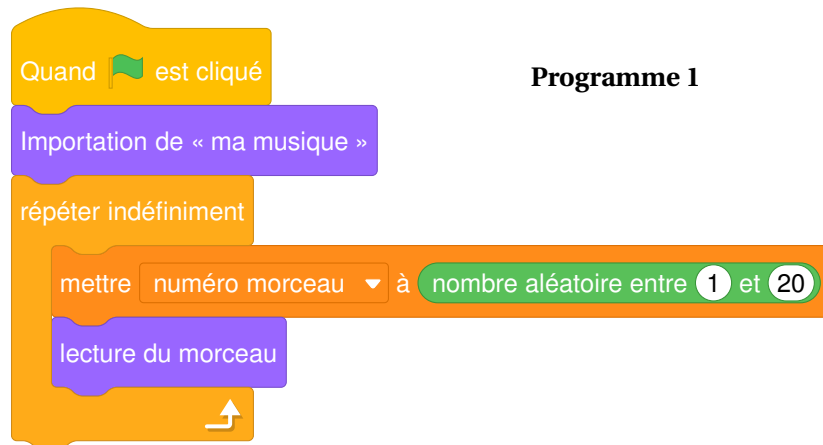 Quand est cliqué
Programme 1
Importation de « ma musique »
répéter indéfiniment
mettre numéro morceau à nombre aléatoire entre 1 et 20
lecture du morceau